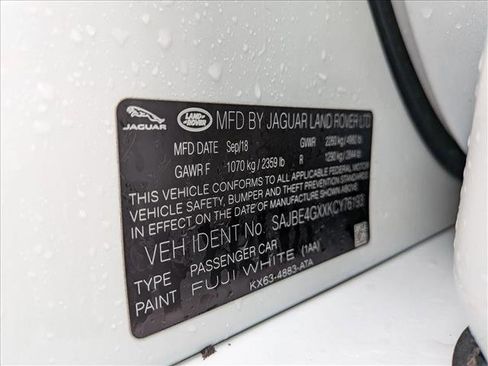 JAGUAR LAND ROVER MFD BY JAGUAR LAND ROVER LTD
MFD DATE Sep/18 GVWR 2260 kg / 4982 lb
GAWR F 1070 kg / 2359 lb R 1290 kg / 2844 lb
THIS VEHICLE CONFORMS TO ALL APPLICABLE FEDERAL MOTOR
VEHICLE SAFETY, BUMPER AND THEFT PREVENTION STANDARDS
IN EFFECT ON THE DATE OF MANUFACTURE SHOWN ABOVE
VEH IDENT No. SAJBE4GXXKCY76193
TYPE PASSENGER CAR
PAINT FUJI WHITE (1AA)
KX63-4883-ATA